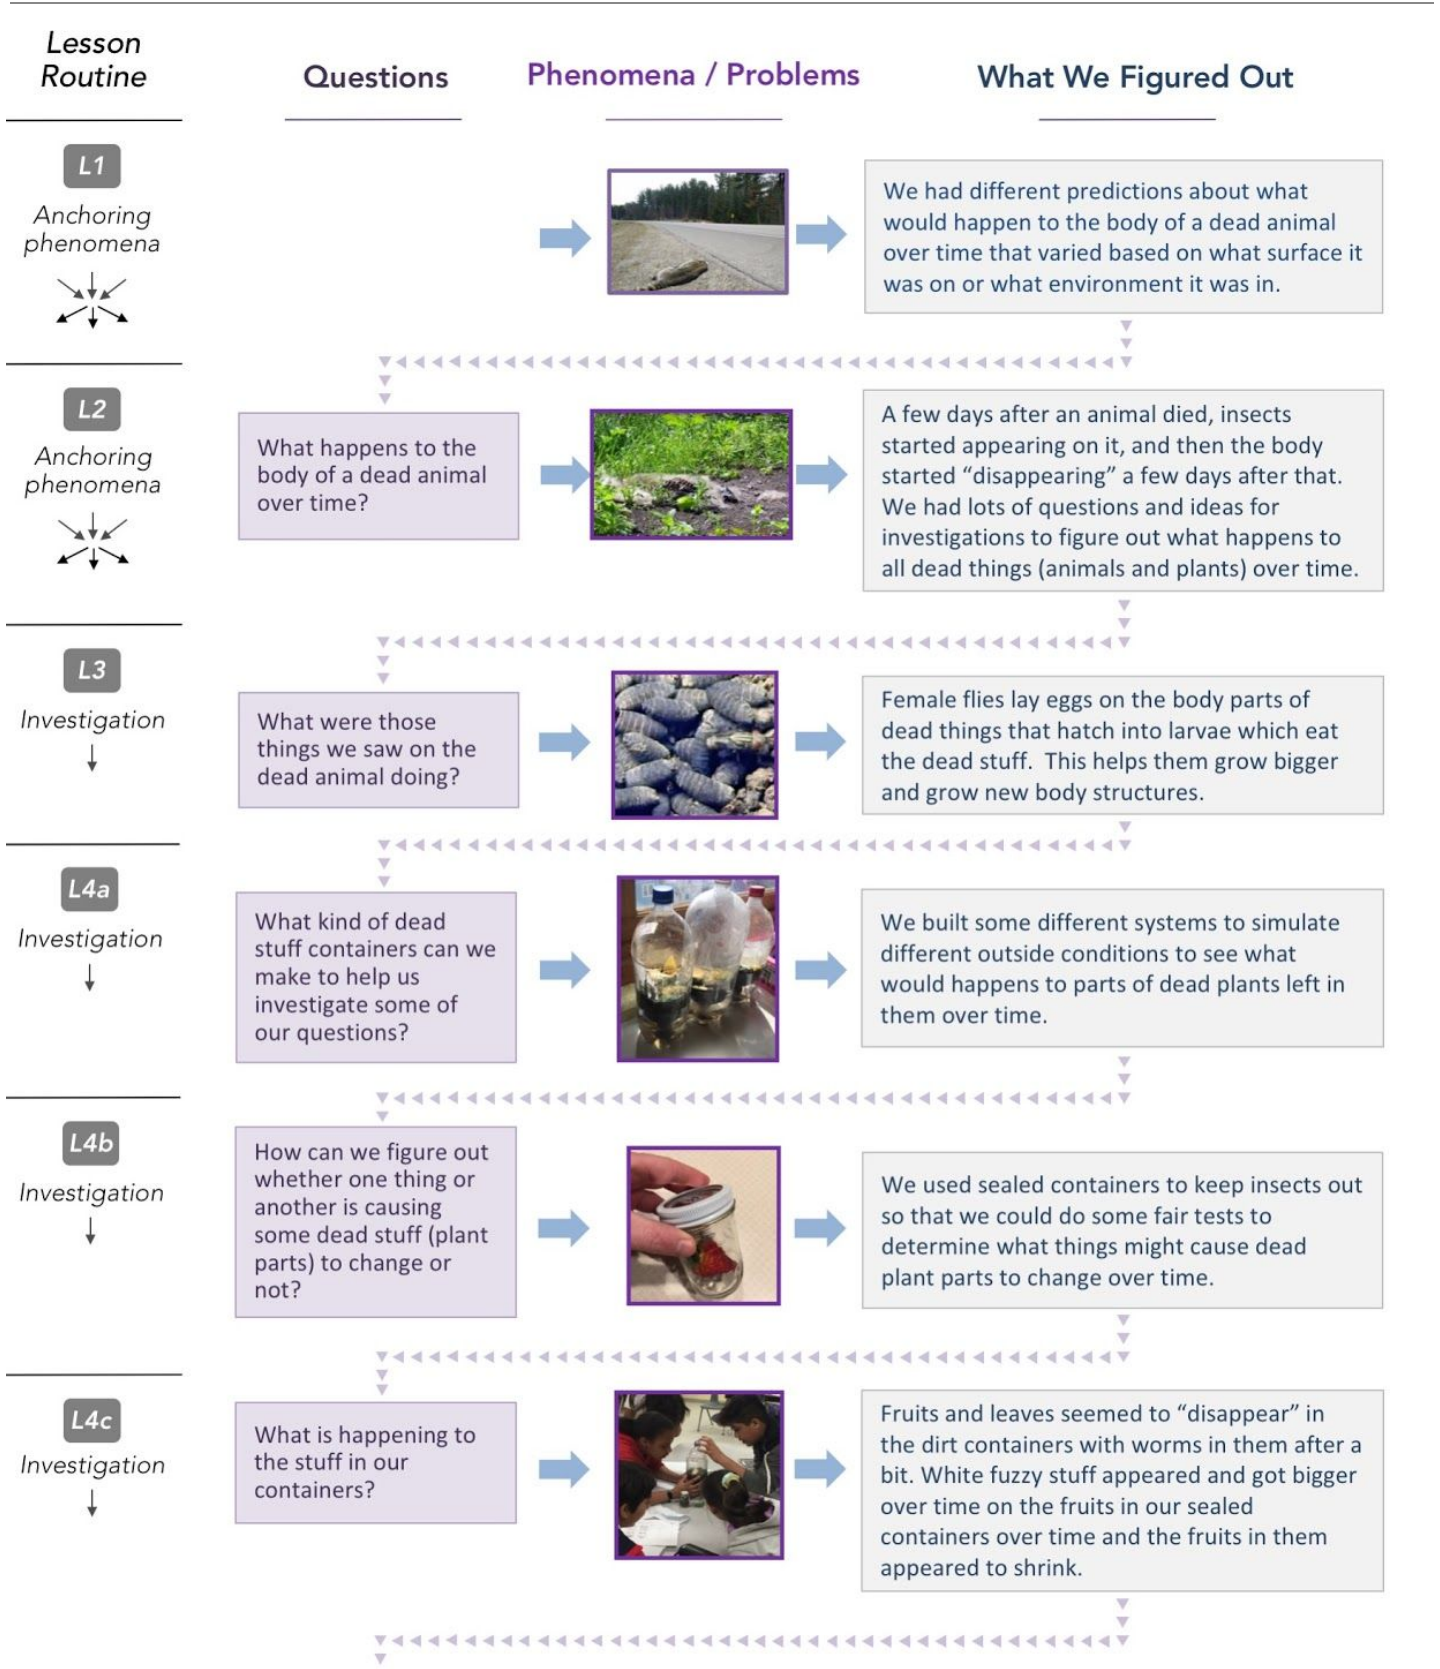 Lesson
Routine
Questions
Phenomena / Problems
What We Figured Out
L1
Anchoring
phenomena
We had different predictions about what
would happen to the body of a dead animal
over time that varied based on what surface it
was on or what environment it was in.
L2
Anchoring
phenomena
What happens to the
body of a dead animal
over time?
A few days after an animal died, insects
started appearing on it, and then the body
started “disappearing” a few days after that.
We had lots of questions and ideas for
investigations to figure out what happens to
all dead things (animals and plants) over time.
L3
Investigation
What were those
things we saw on the
dead animal doing?
Female flies lay eggs on the body parts of
dead things that hatch into larvae which eat
the dead stuff.  This helps them grow bigger
and grow new body structures.
L4a
Investigation
What kind of dead
stuff containers can we
make to help us
investigate some of
our questions?
We built some different systems to simulate
different outside conditions to see what
would happens to parts of dead plants left in
them over time.
L4b
Investigation
How can we figure out
whether one thing or
another is causing
some dead stuff (plant
parts) to change or
not?
We used sealed containers to keep insects out
so that we could do some fair tests to
determine what things might cause dead
plant parts to change over time.
L4c
Investigation
What is happening to
the stuff in our
containers?
Fruits and leaves seemed to “disappear” in
the dirt containers with worms in them after a
bit. White fuzzy stuff appeared and got bigger
over time on the fruits in our sealed
containers over time and the fruits in them
appeared to shrink.